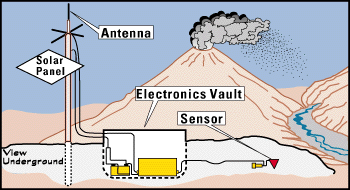 Antenna
Solar
Panel
Electronics Vault
Sensor
View
Underground